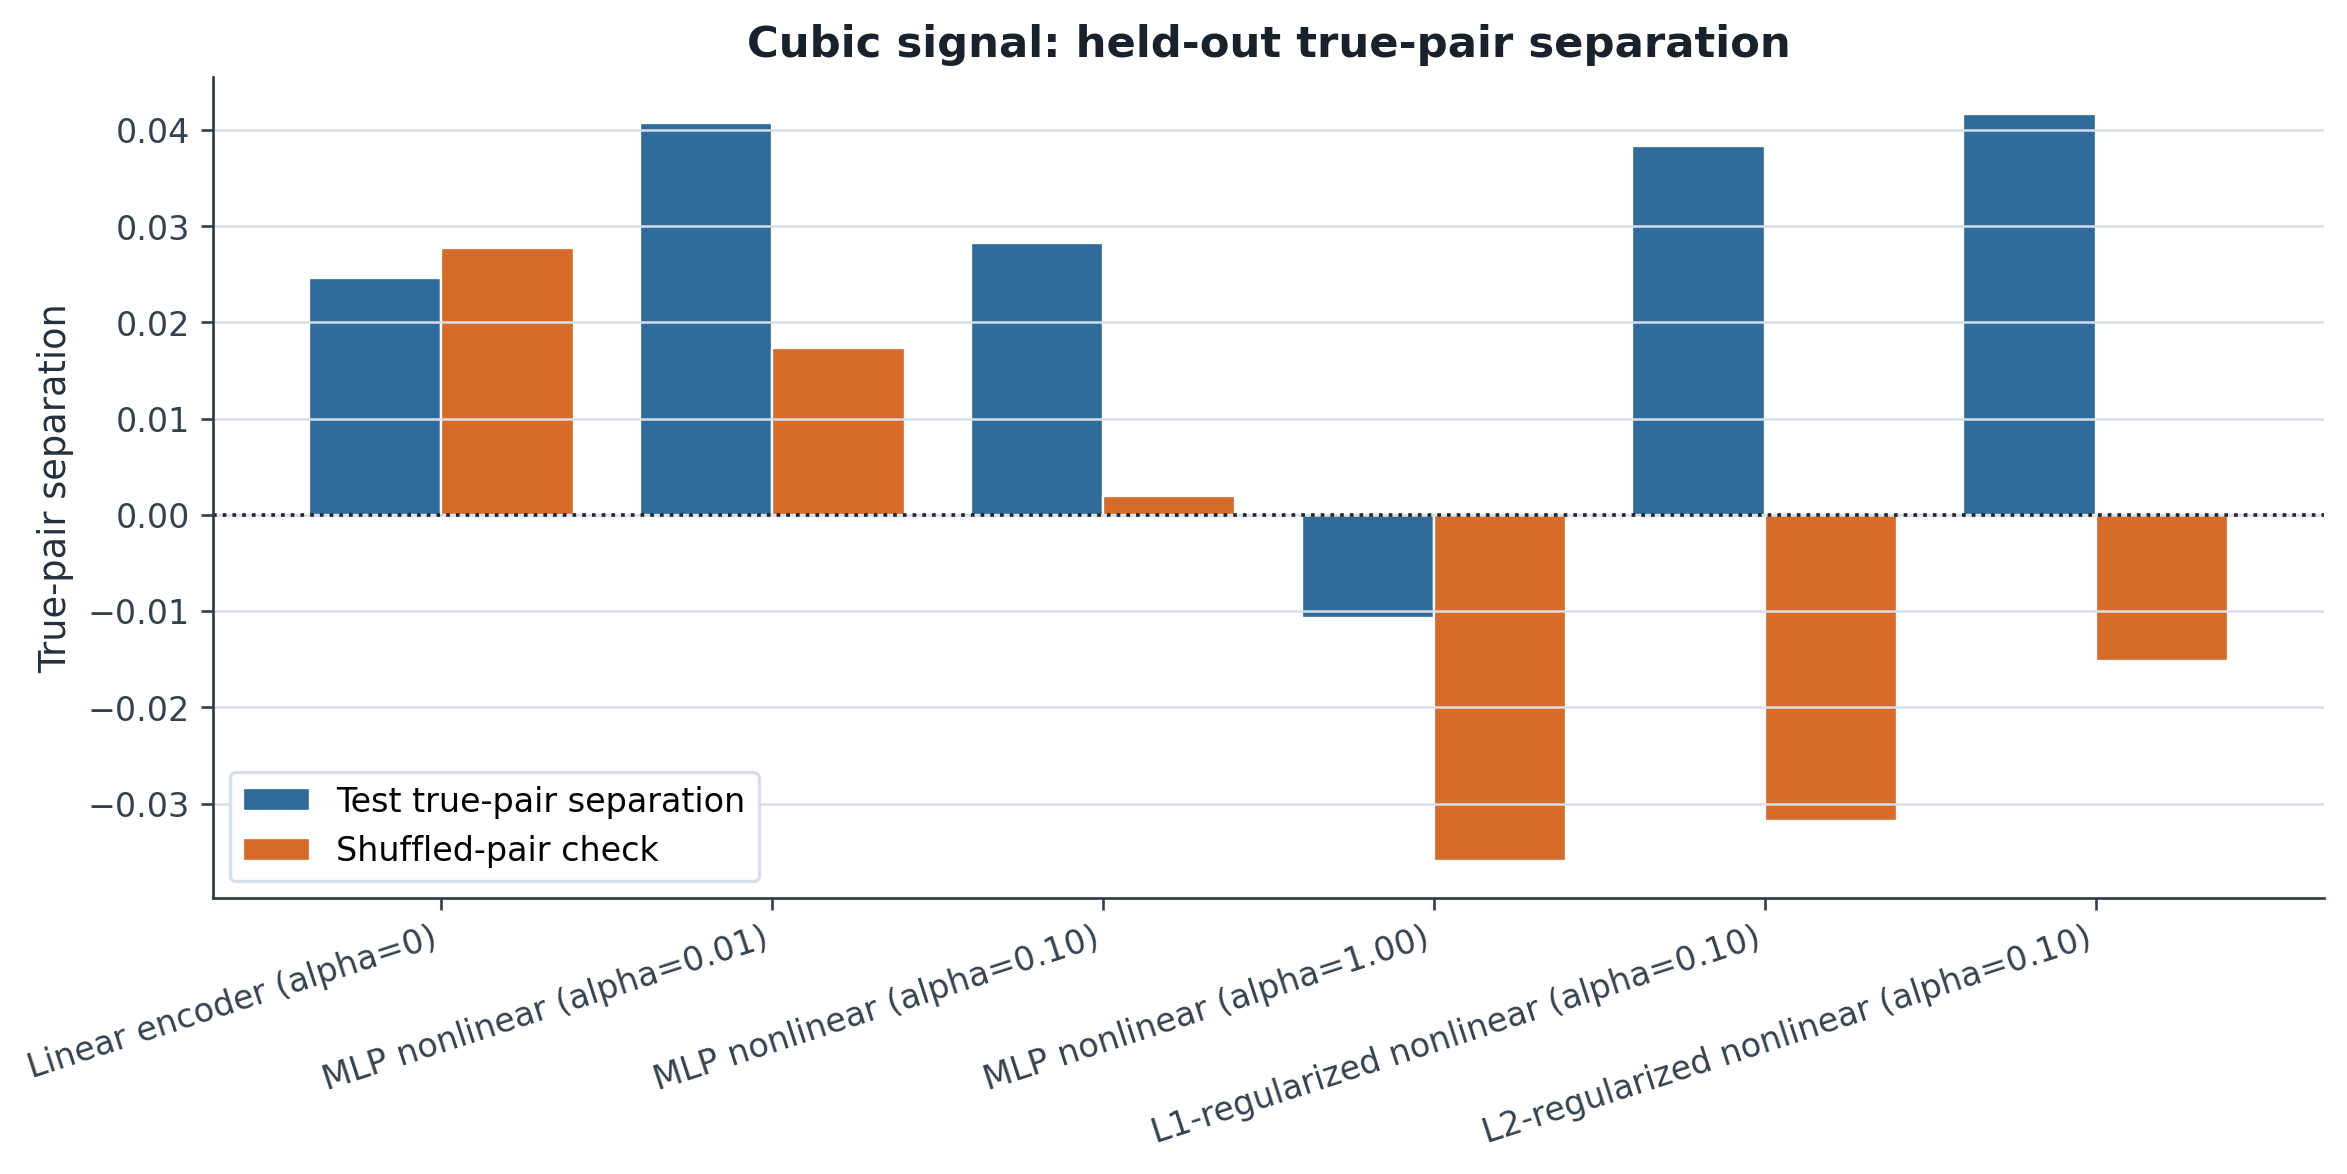 Cubic signal: held-out true-pair separation
True-pair separation
0.04
0.03
0.02
0.01
0.00
−0.01
−0.02
−0.03
Test true-pair separation
Shuffled-pair check
Linear encoder (alpha=0)
MLP nonlinear (alpha=0.01)
MLP nonlinear (alpha=0.10)
MLP nonlinear (alpha=1.00)
L1-regularized nonlinear (alpha=0.10)
L2-regularized nonlinear (alpha=0.10)